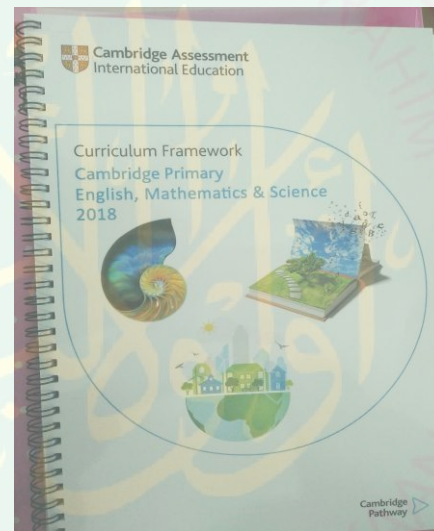 Cambridge Assessment
International Education
Curriculum Framework
Cambridge Primary
English, Mathematics & Science
2018
Cambridge
Pathway